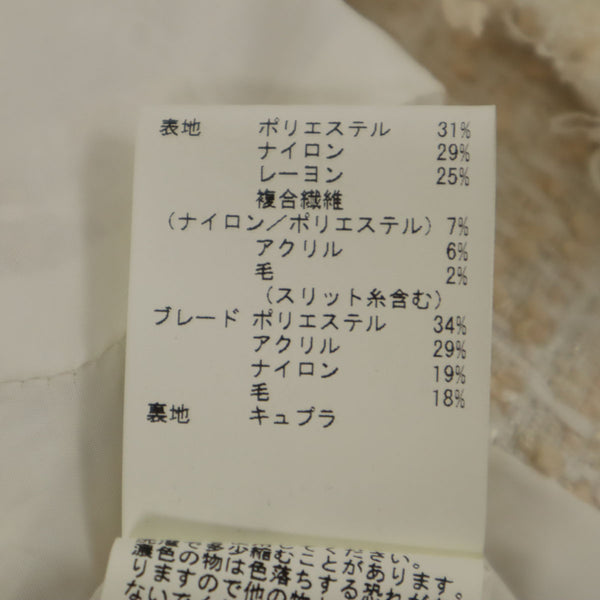 表地 ポリエステル 31%
ナイロン 29%
レーヨン 25%
複合繊維
(ナイロン/ポリエステル) 7%
アクリル 6%
毛 2%
(スリット糸含む)
ブレード ポリエステル 34%
アクリル 29%
ナイロン 19%
毛 18%
裏地 キュプラ
濃色の物は色落ちする恐れが
りますので他の物